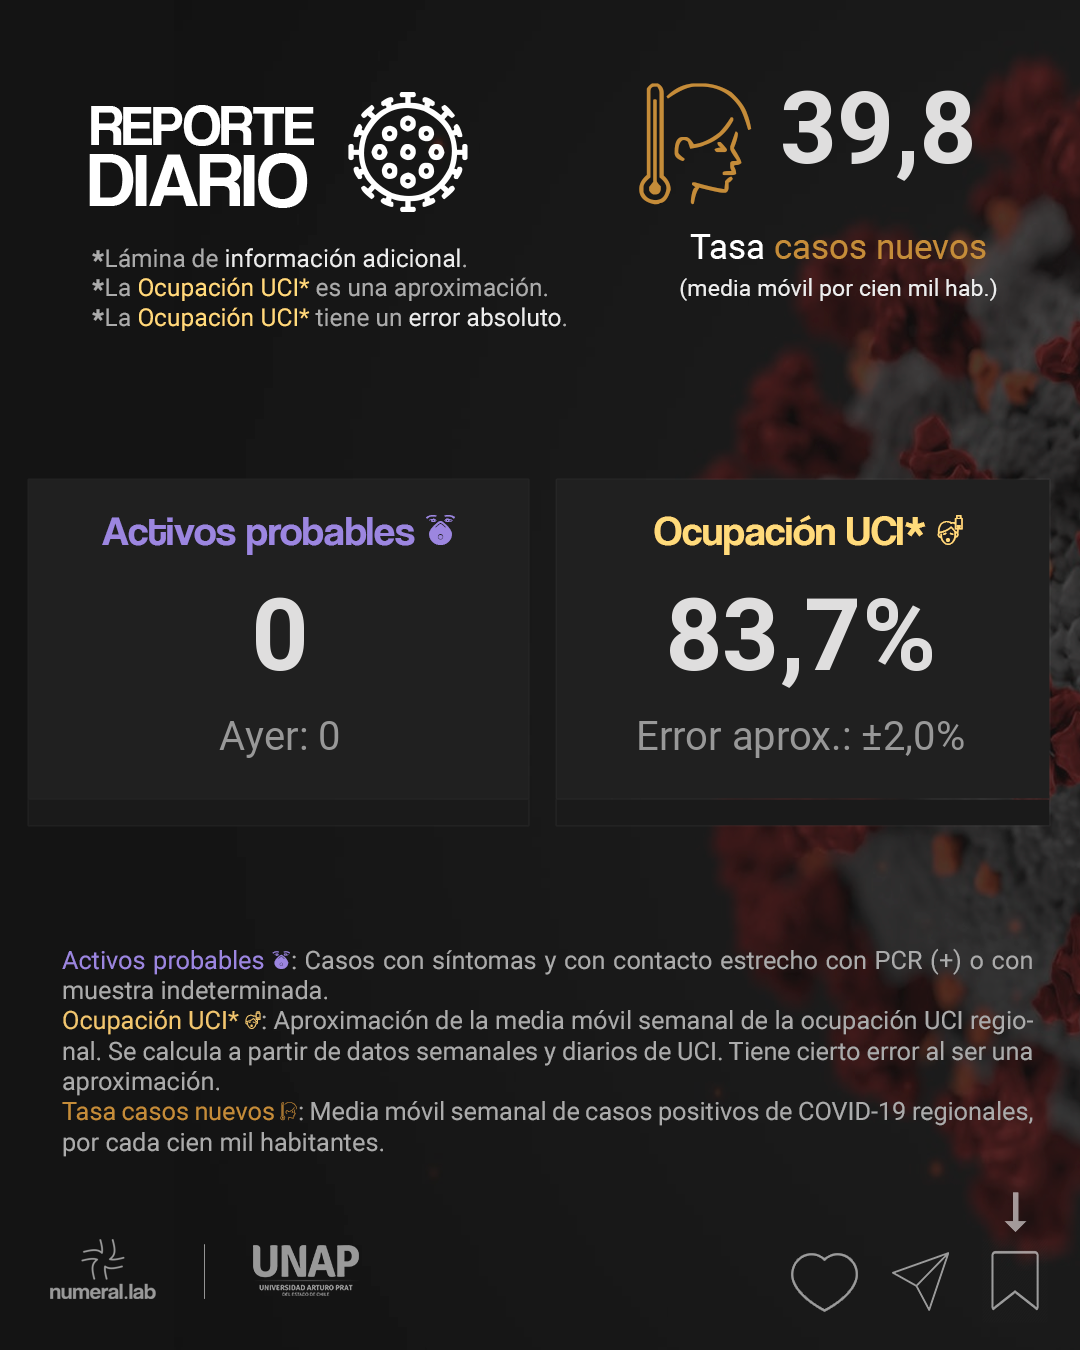 REPORTE
DIARIO
*Lámina de información adicional.
*La Ocupación UCI* es una aproximación.
*La Ocupación UCI* tiene un error absoluto.
39,8
Tasa casos nuevos
(media móvil por cien mil hab.)
Activos probables
0
Ayer: 0
Ocupación UCI*
83,7%
Error aprox.: ±2,0%
Activos probables : Casos con síntomas y con contacto estrecho con PCR (+) o con
muestra indeterminada.
Ocupación UCI* : Aproximación de la media móvil semanal de la ocupación UCI regio-
nal. Se calcula a partir de datos semanales y diarios de UCI. Tiene cierto error al ser una
aproximación.
Tasa casos nuevos : Media móvil semanal de casos positivos de COVID-19 regionales,
por cada cien mil habitantes.
numeral.lab
UNAP
UNIVERSIDAD ARTURO PRAT
DEL ESTADO DE CHILE